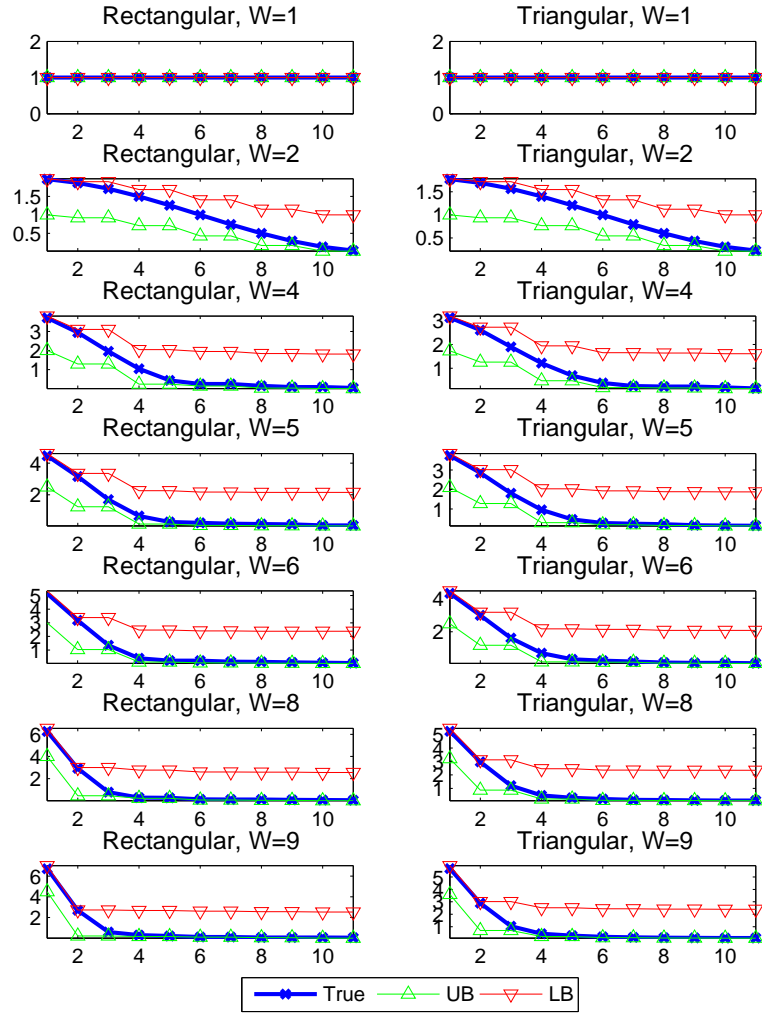 Rectangular, W=1
Triangular, W=1
2
1
0
2 4 6 8 10
2
1
0
2 4 6 8 10
Rectangular, W=2
Triangular, W=2
1.5
0.5
2 4 6 8 10
1.5
0.5
2 4 6 8 10
Rectangular, W=4
Triangular, W=4
3
2
1
2 4 6 8 10
3
2
1
2 4 6 8 10
Rectangular, W=5
Triangular, W=5
4
2
2 4 6 8 10
3
2
1
2 4 6 8 10
Rectangular, W=6
Triangular, W=6
5
4
3
2
1
2 4 6 8 10
4
2
2 4 6 8 10
Rectangular, W=8
Triangular, W=8
6
4
2
2 4 6 8 10
5
4
3
2
1
2 4 6 8 10
Rectangular, W=9
Triangular, W=9
6
4
2
2 4 6 8 10
5
4
3
2
1
2 4 6 8 10
True UB LB